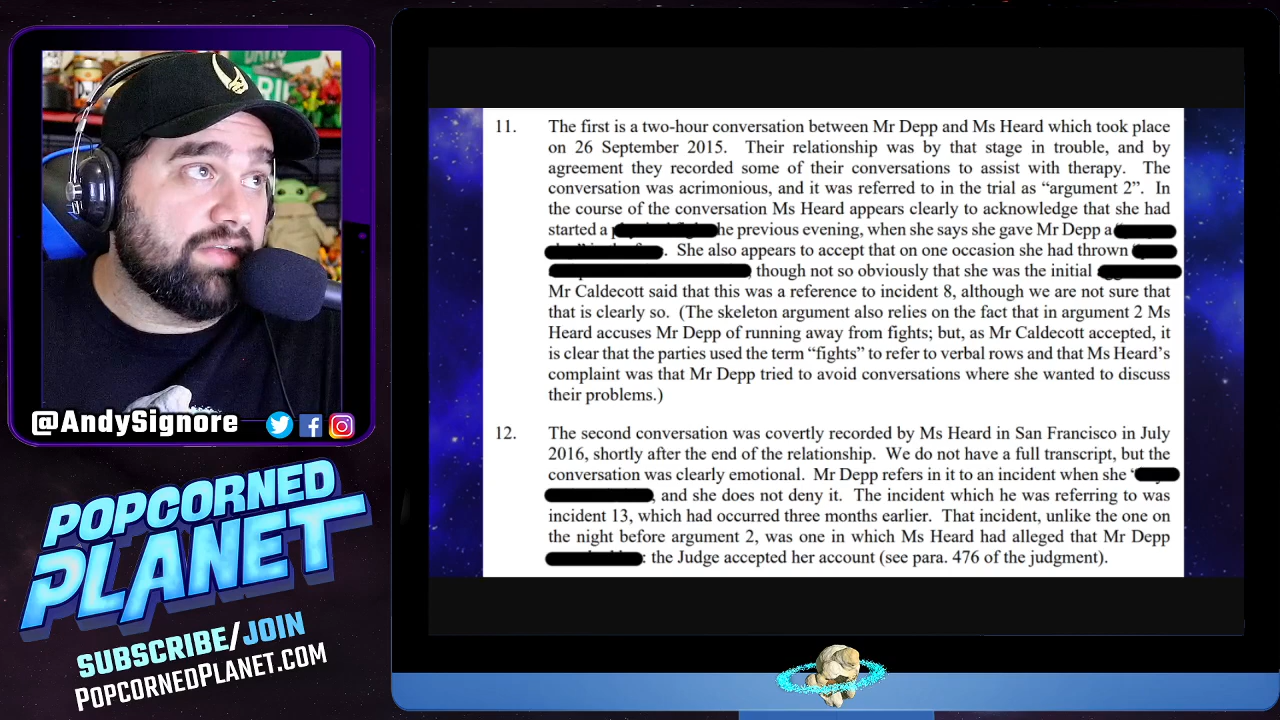 11. The first is a two-hour conversation between Mr Depp and Ms Heard which took place
on 26 September 2015. Their relationship was by that stage in trouble, and by
agreement they recorded some of their conversations to assist with therapy. The
conversation was acrimonious, and it was referred to in the trial as “argument 2”. In
the course of the conversation Ms Heard appears clearly to acknowledge that she had
started a he previous evening, when she says she gave Mr Depp a
. She also appears to accept that on one occasion she had thrown
though not so obviously that she was the initial
Mr Caldecott said that this was a reference to incident 8, although we are not sure that
that is clearly so. (The skeleton argument also relies on the fact that in argument 2 Ms
Heard accuses Mr Depp of running away from fights; but, as Mr Caldecott accepted, it
is clear that the parties used the term “fights” to refer to verbal rows and that Ms Heard’s
complaint was that Mr Depp tried to avoid conversations where she wanted to discuss
their problems.)
12. The second conversation was covertly recorded by Ms Heard in San Francisco in July
2016, shortly after the end of the relationship. We do not have a full transcript, but the
conversation was clearly emotional. Mr Depp refers in it to an incident when she ‘
, and she does not deny it. The incident which he was referring to was
incident 13, which had occurred three months earlier. That incident, unlike the one on
the night before argument 2, was one in which Ms Heard had alleged that Mr Depp
: the Judge accepted her account (see para. 476 of the judgment).
@AndySignore
POPCORNED
PLANET
SUBSCRIBE/JOIN
POPCORNEDPLANET.COM